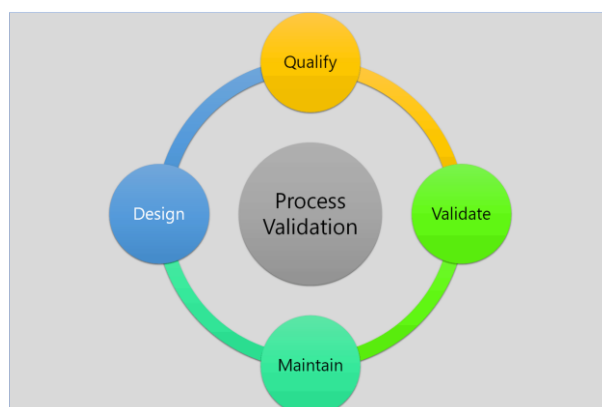 Qualify
Design
Process
Validation
Validate
Maintain